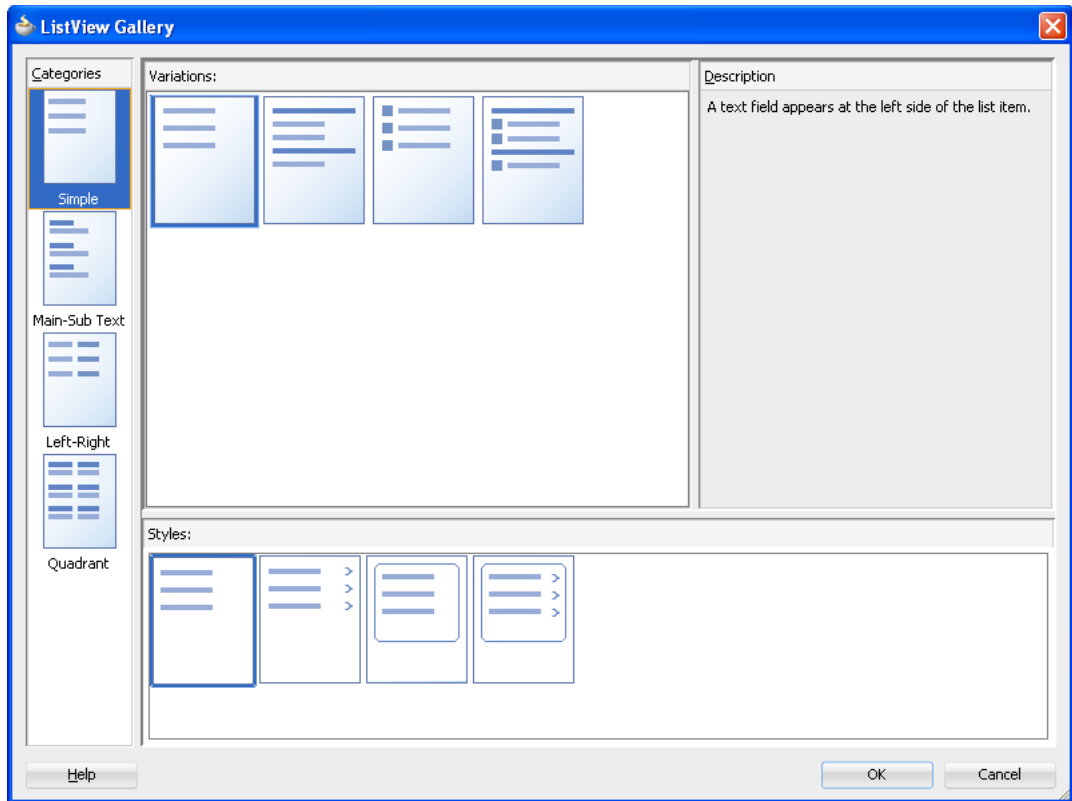 ListView Gallery
Categories
Simple
Main-Sub Text
Left-Right
Quadrant
Variations:
Description
A text field appears at the left side of the list item.
Styles:
Help
OK
Cancel